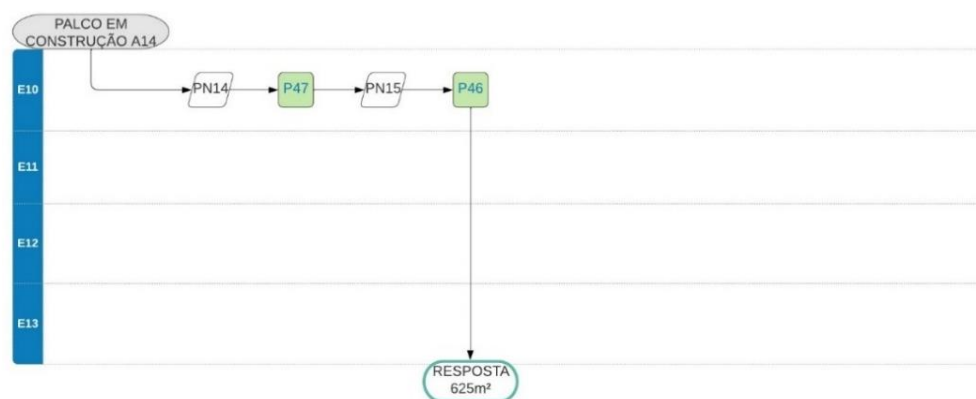 PALCO EM
CONSTRUÇÃO A14
E10
PN14
P47
PN15
P46
E11
E12
E13
RESPOSTA
625m²